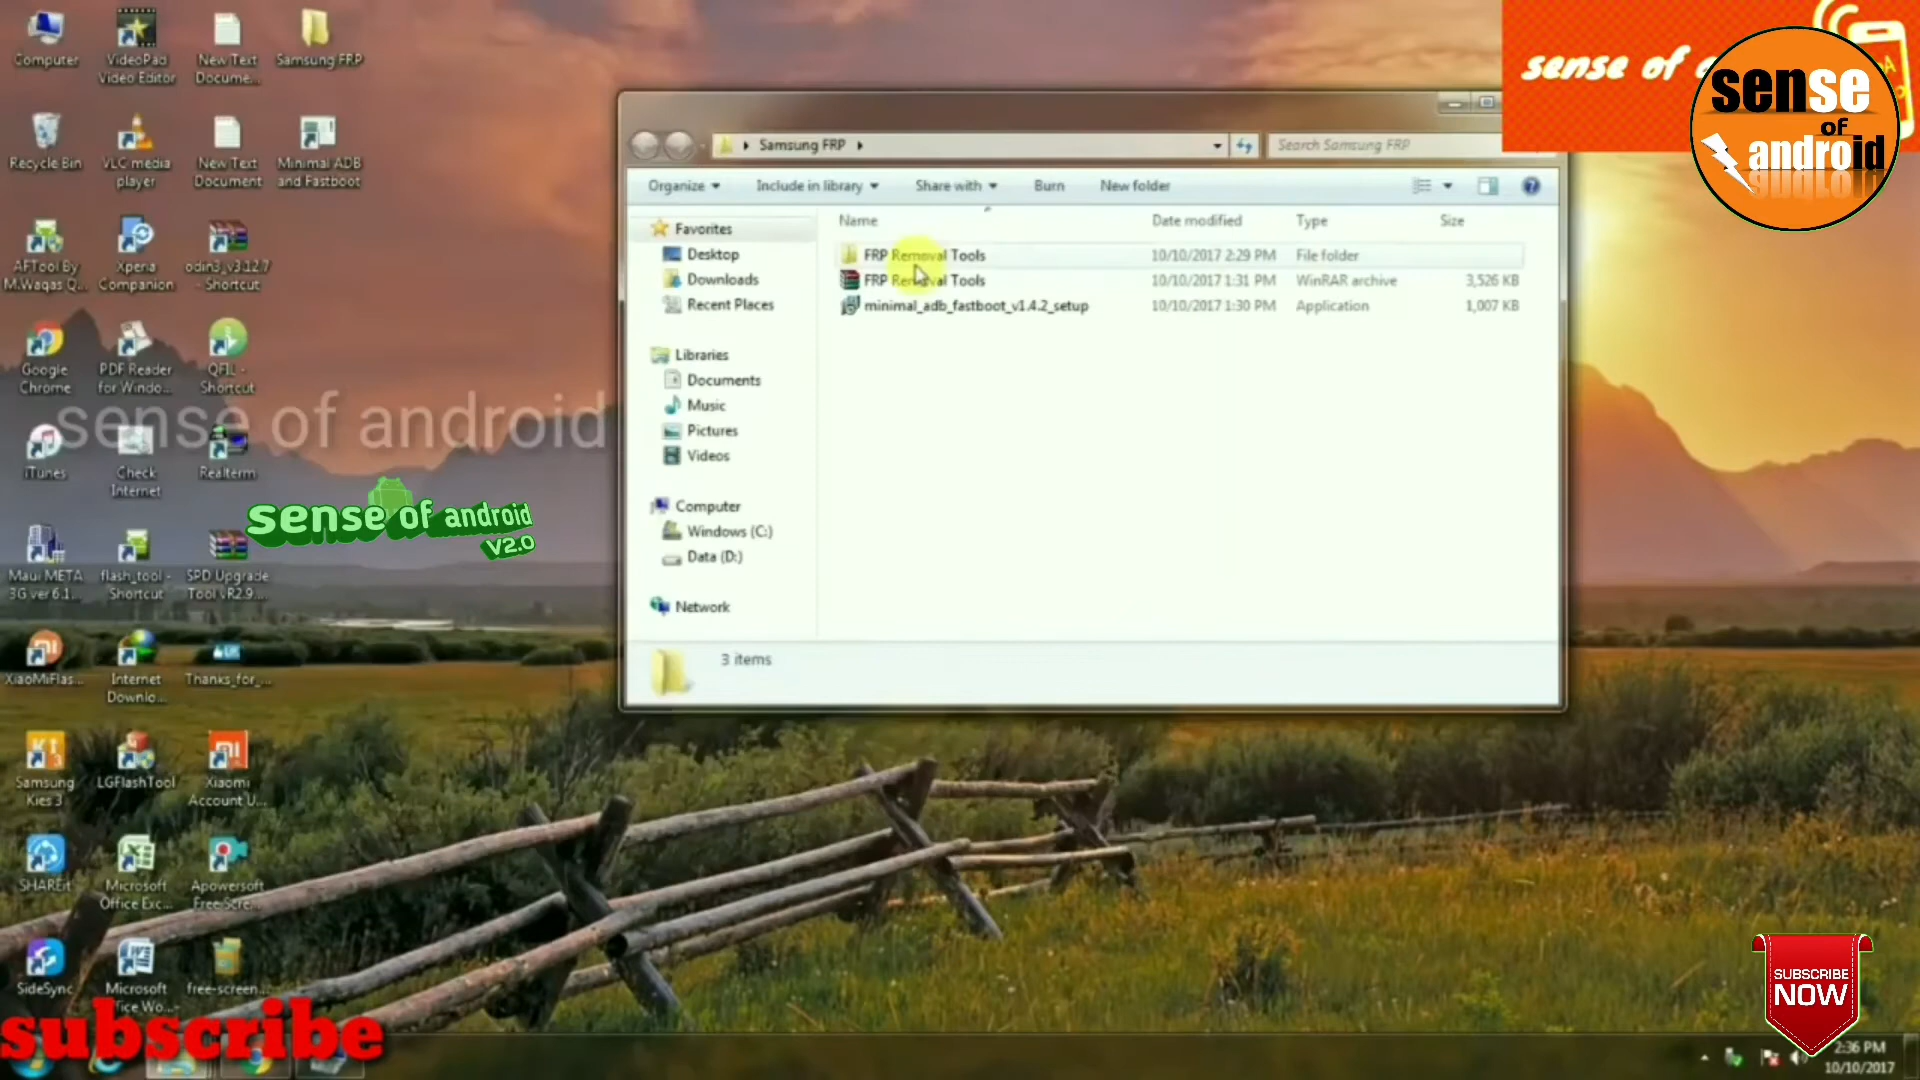 Computer
VideoPad
Video Editor
New Text
Docume...
Samsung FRP
Recycle Bin
VLC media
player
New Text
Document
Minimal ADB
and Fastboot
AFTool By
M.Waqas Q...
Xperia
Companion
odin3_v3.12.7
- Shortcut
Google
Chrome
PDF Reader
for Windo...
QFIL -
Shortcut
sense of android
iTunes
Check
Internet
Realterm
sense of android
V2.0
Maui META
3G ver 6.1...
flash_tool -
Shortcut
SPD Upgrade
Tool vR2.9....
XiaoMiFlas...
Internet
Downlo...
Thanks_for_...
Samsung
Kies 3
LGFlashTool
Xiaomi
Account U...
SHAREit
Microsoft
Office Exc...
Apowersoft
Free Scre...
SideSync
Microsoft
Office Wo...
free-screen...
subscribe
Samsung FRP
Search Samsung FRP
Organize
Include in library
Share with
Burn
New folder
Name
Date modified
Type
Size
FRP Removal Tools
10/10/2017 2:29 PM
File folder
FRP Removal Tools
10/10/2017 1:31 PM
WinRAR archive
3,526 KB
minimal_adb_fastboot_v1.4.2_setup
10/10/2017 1:30 PM
Application
1,007 KB
Favorites
Desktop
Downloads
Recent Places
Libraries
Documents
Music
Pictures
Videos
Computer
Windows (C:)
Data (D:)
Network
3 items
sense of
sense
of
android
SUBSCRIBE
NOW
2:36 PM
10/10/2017